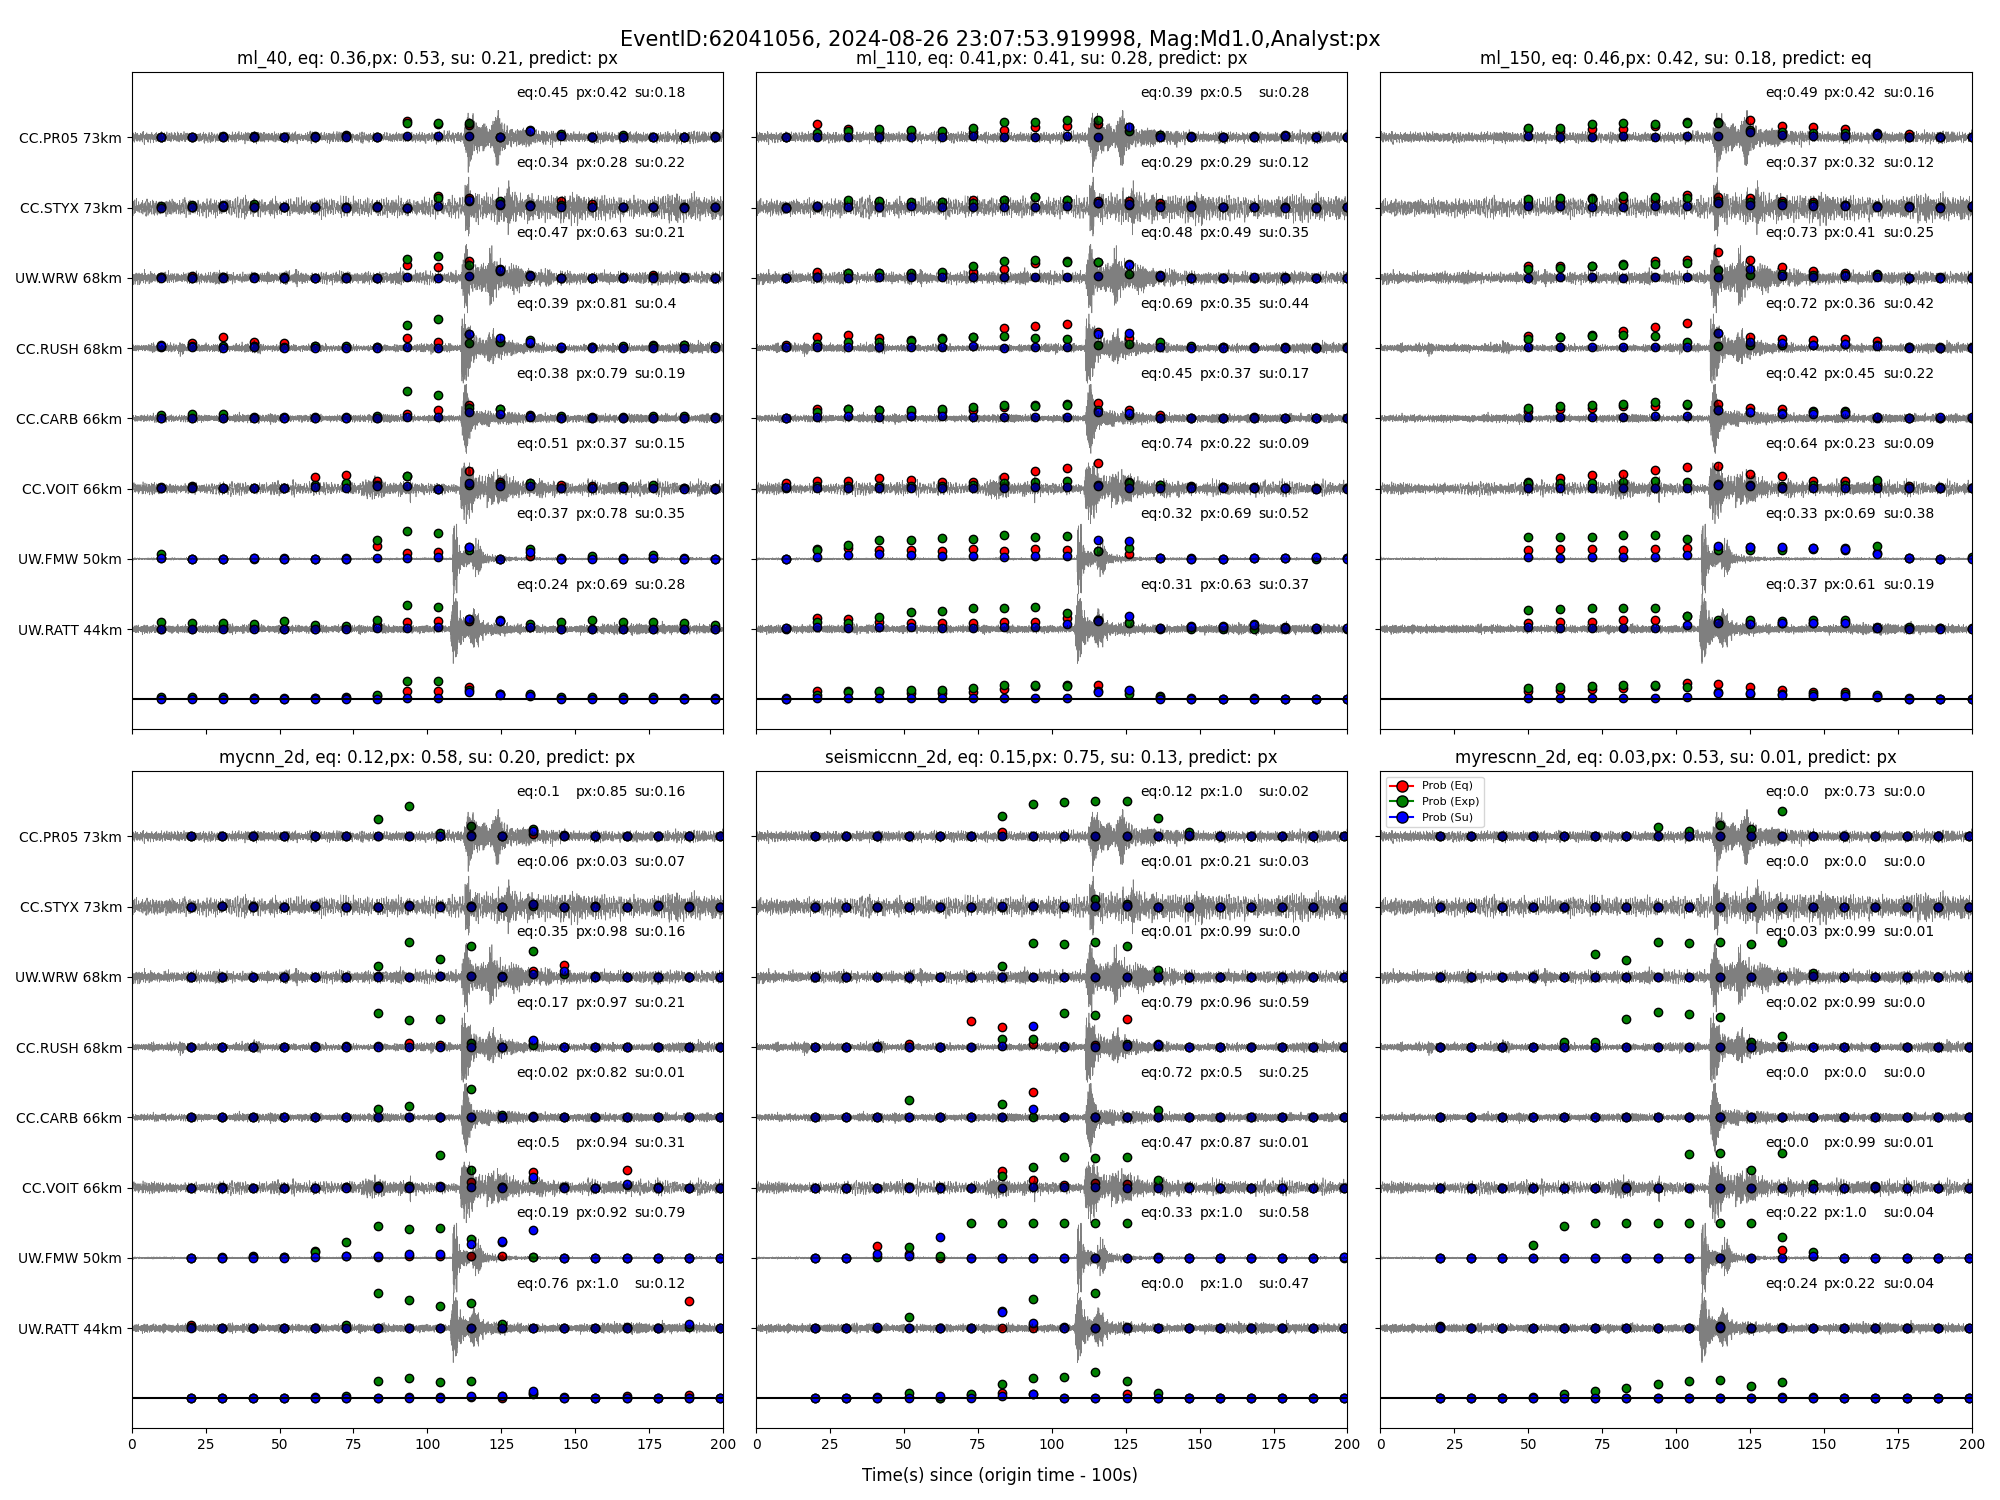 EventID:62041056, 2024-08-26 23:07:53.919998, Mag:Md1.0,Analyst:px
ml_40, eq: 0.36,px: 0.53, su: 0.21, predict: px
CC.PR05 73km
eq:0.45 px:0.42 su:0.18
CC.STYX 73km
eq:0.34 px:0.28 su:0.22
UW.WRW 68km
eq:0.47 px:0.63 su:0.21
CC.RUSH 68km
eq:0.39 px:0.81 su:0.4
CC.CARB 66km
eq:0.38 px:0.79 su:0.19
CC.VOIT 66km
eq:0.51 px:0.37 su:0.15
UW.FMW 50km
eq:0.37 px:0.78 su:0.35
UW.RATT 44km
eq:0.24 px:0.69 su:0.28
ml_110, eq: 0.41,px: 0.41, su: 0.28, predict: px
eq:0.39 px:0.5 su:0.28
eq:0.29 px:0.29 su:0.12
eq:0.48 px:0.49 su:0.35
eq:0.69 px:0.35 su:0.44
eq:0.45 px:0.37 su:0.17
eq:0.74 px:0.22 su:0.09
eq:0.32 px:0.69 su:0.52
eq:0.31 px:0.63 su:0.37
ml_150, eq: 0.46,px: 0.42, su: 0.18, predict: eq
eq:0.49 px:0.42 su:0.16
eq:0.37 px:0.32 su:0.12
eq:0.73 px:0.41 su:0.25
eq:0.72 px:0.36 su:0.42
eq:0.42 px:0.45 su:0.22
eq:0.64 px:0.23 su:0.09
eq:0.33 px:0.69 su:0.38
eq:0.37 px:0.61 su:0.19
mycnn_2d, eq: 0.12,px: 0.58, su: 0.20, predict: px
CC.PR05 73km
eq:0.1 px:0.85 su:0.16
CC.STYX 73km
eq:0.06 px:0.03 su:0.07
UW.WRW 68km
eq:0.35 px:0.98 su:0.16
CC.RUSH 68km
eq:0.17 px:0.97 su:0.21
CC.CARB 66km
eq:0.02 px:0.82 su:0.01
CC.VOIT 66km
eq:0.5 px:0.94 su:0.31
UW.FMW 50km
eq:0.19 px:0.92 su:0.79
UW.RATT 44km
eq:0.76 px:1.0 su:0.12
0 25 50 75 100 125 150 175 200
seismiccnn_2d, eq: 0.15,px: 0.75, su: 0.13, predict: px
eq:0.12 px:1.0 su:0.02
eq:0.01 px:0.21 su:0.03
eq:0.01 px:0.99 su:0.0
eq:0.79 px:0.96 su:0.59
eq:0.72 px:0.5 su:0.25
eq:0.47 px:0.87 su:0.01
eq:0.33 px:1.0 su:0.58
eq:0.0 px:1.0 su:0.47
0 25 50 75 100 125 150 175 200
myrescnn_2d, eq: 0.03,px: 0.53, su: 0.01, predict: px
Prob (Eq)
Prob (Exp)
Prob (Su)
eq:0.0 px:0.73 su:0.0
eq:0.0 px:0.0 su:0.0
eq:0.03 px:0.99 su:0.01
eq:0.02 px:0.99 su:0.0
eq:0.0 px:0.0 su:0.0
eq:0.0 px:0.99 su:0.01
eq:0.22 px:1.0 su:0.04
eq:0.24 px:0.22 su:0.04
0 25 50 75 100 125 150 175 200
Time(s) since (origin time - 100s)